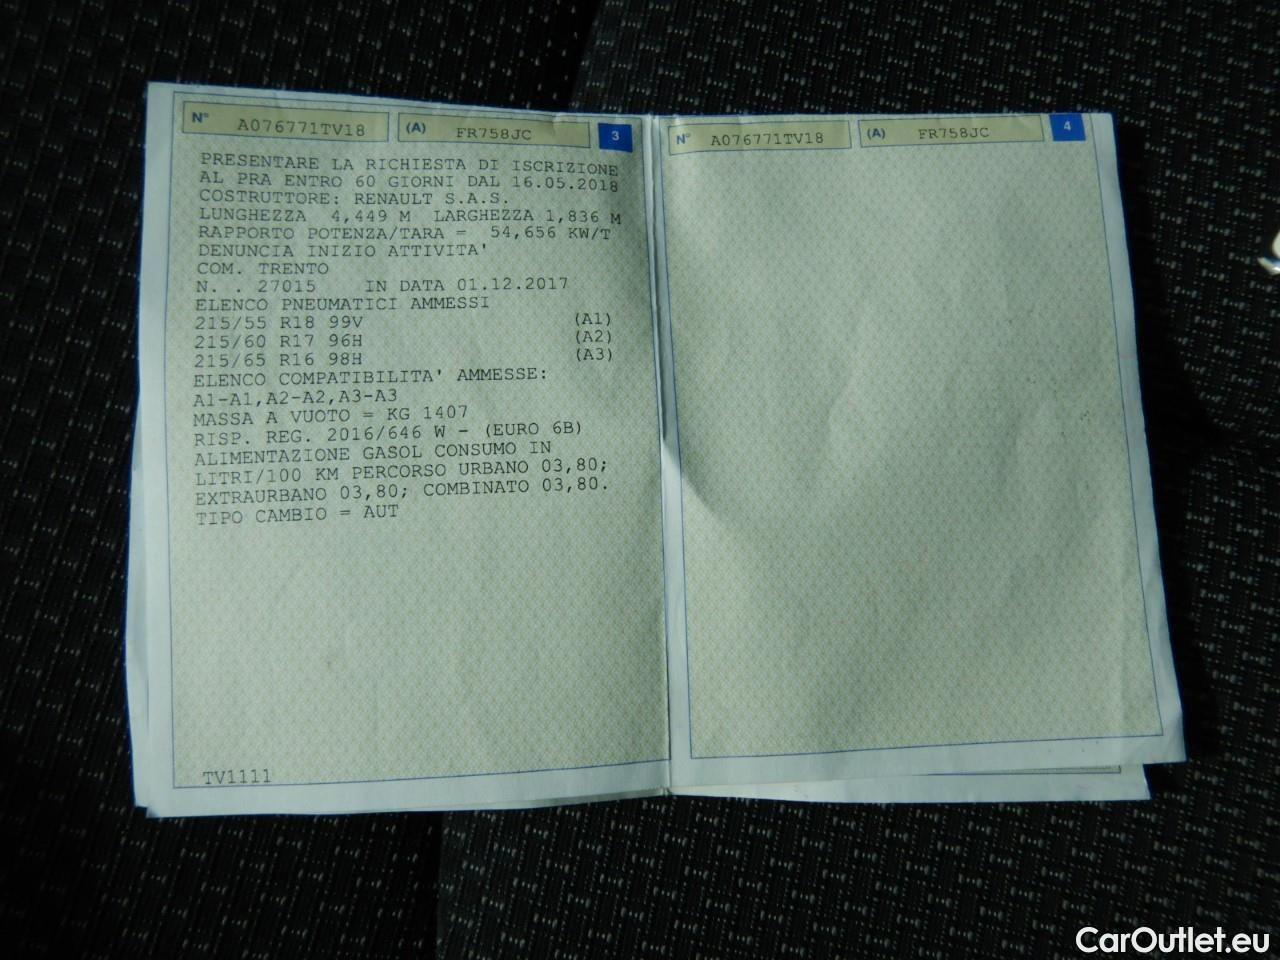 N° A076771TV18 (A) FR758JC 3
PRESENTARE LA RICHIESTA DI ISCRIZIONE
AL PRA ENTRO 60 GIORNI DAL 16.05.2018
COSTRUTTORE: RENAULT S.A.S.
LUNGHEZZA 4,449 M LARGHEZZA 1,836 M
RAPPORTO POTENZA/TARA = 54,656 KW/T
DENUNCIA INIZIO ATTIVITA'
COM. TRENTO
N. . 27015 IN DATA 01.12.2017
ELENCO PNEUMATICI AMMESSI
215/55 R18 99V (A1)
215/60 R17 96H (A2)
215/65 R16 98H (A3)
ELENCO COMPATIBILITA' AMMESSE:
A1-A1,A2-A2,A3-A3
MASSA A VUOTO = KG 1407
RISP. REG. 2016/646 W - (EURO 6B)
ALIMENTAZIONE GASOL CONSUMO IN
LITRI/100 KM PERCORSO URBANO 03,80;
EXTRAURBANO 03,80; COMBINATO 03,80.
TIPO CAMBIO = AUT
TV1111
N° A076771TV18 (A) FR758JC 4
CarOutlet.eu